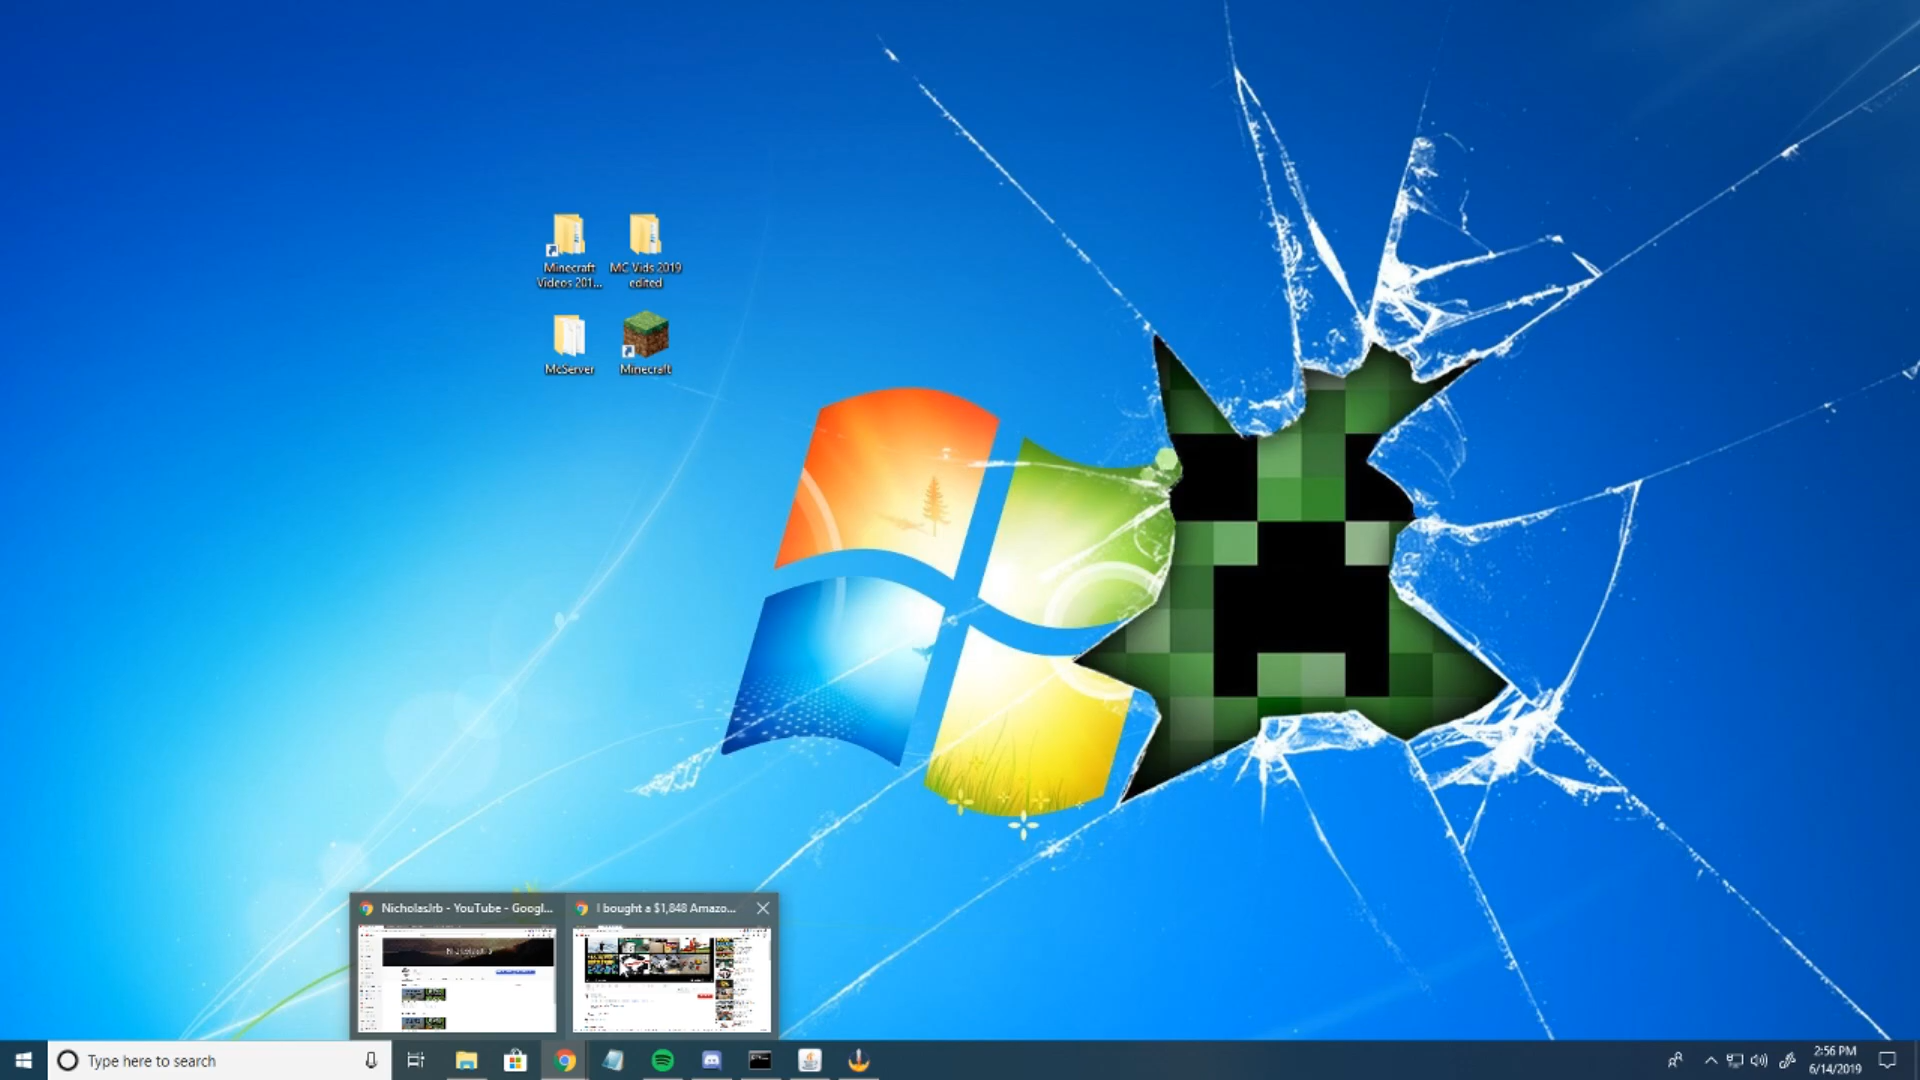 Minecraft
Videos 201...
MC Vids 2019
edited
McServer
Minecraft
NicholasJrb - YouTube - Googl...
I bought a $1,848 Amazo...
Type here to search
2:56 PM
6/14/2019